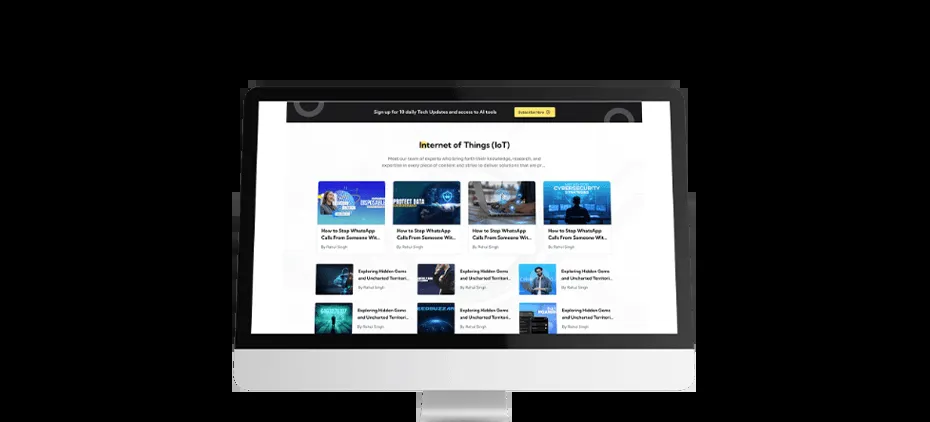 Sign up for 19 daily Tech Updates and access to AI tools
Subscribe Now
Internet of Things (IoT)
Meet our team of experts who bring forth their knowledge, research, and
expertise in every piece of content and strive to deliver solutions that are pr...
PROTECT DATA
CYBERSECURITY
How to Stop WhatsApp
Calls From Someone Wit...
By Rahul Singh
How to Stop WhatsApp
Calls From Someone Wit...
By Rahul Singh
How to Stop WhatsApp
Calls From Someone Wit...
By Rahul Singh
How to Stop WhatsApp
Calls From Someone Wit...
By Rahul Singh
Exploring Hidden Gems
and Uncharted Territori...
By Rahul Singh
Exploring Hidden Gems
and Uncharted Territori...
By Rahul Singh
Exploring Hidden Gems
and Uncharted Territori...
By Rahul Singh
Exploring Hidden Gems
and Uncharted Territori...
By Rahul Singh
Exploring Hidden Gems
and Uncharted Territori...
By Rahul Singh
Exploring Hidden Gems
and Uncharted Territori...
By Rahul Singh